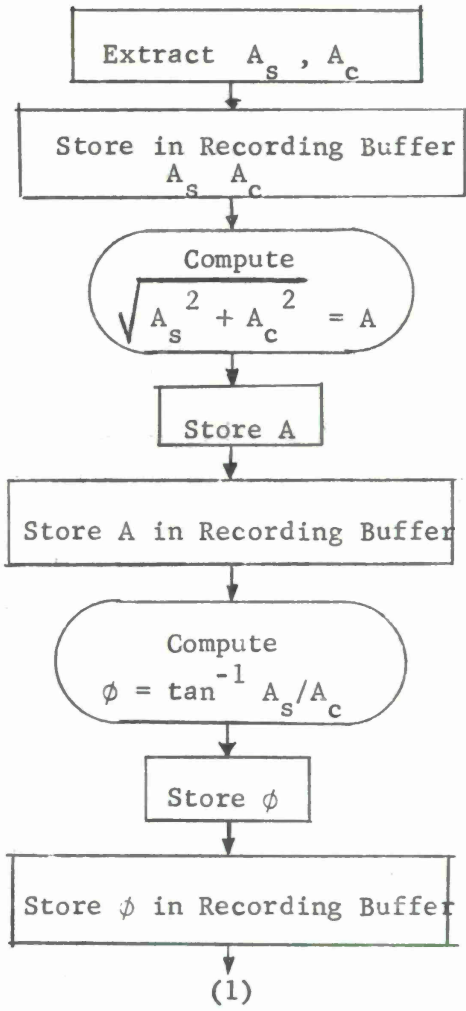 Extract A_s , A_c
Store in Recording Buffer
A_s A_c
Compute
√(A_s^2 + A_c^2) = A
Store A
Store A in Recording Buffer
Compute
ϕ = tan^-1 A_s/A_c
Store ϕ
Store ϕ in Recording Buffer
(1)